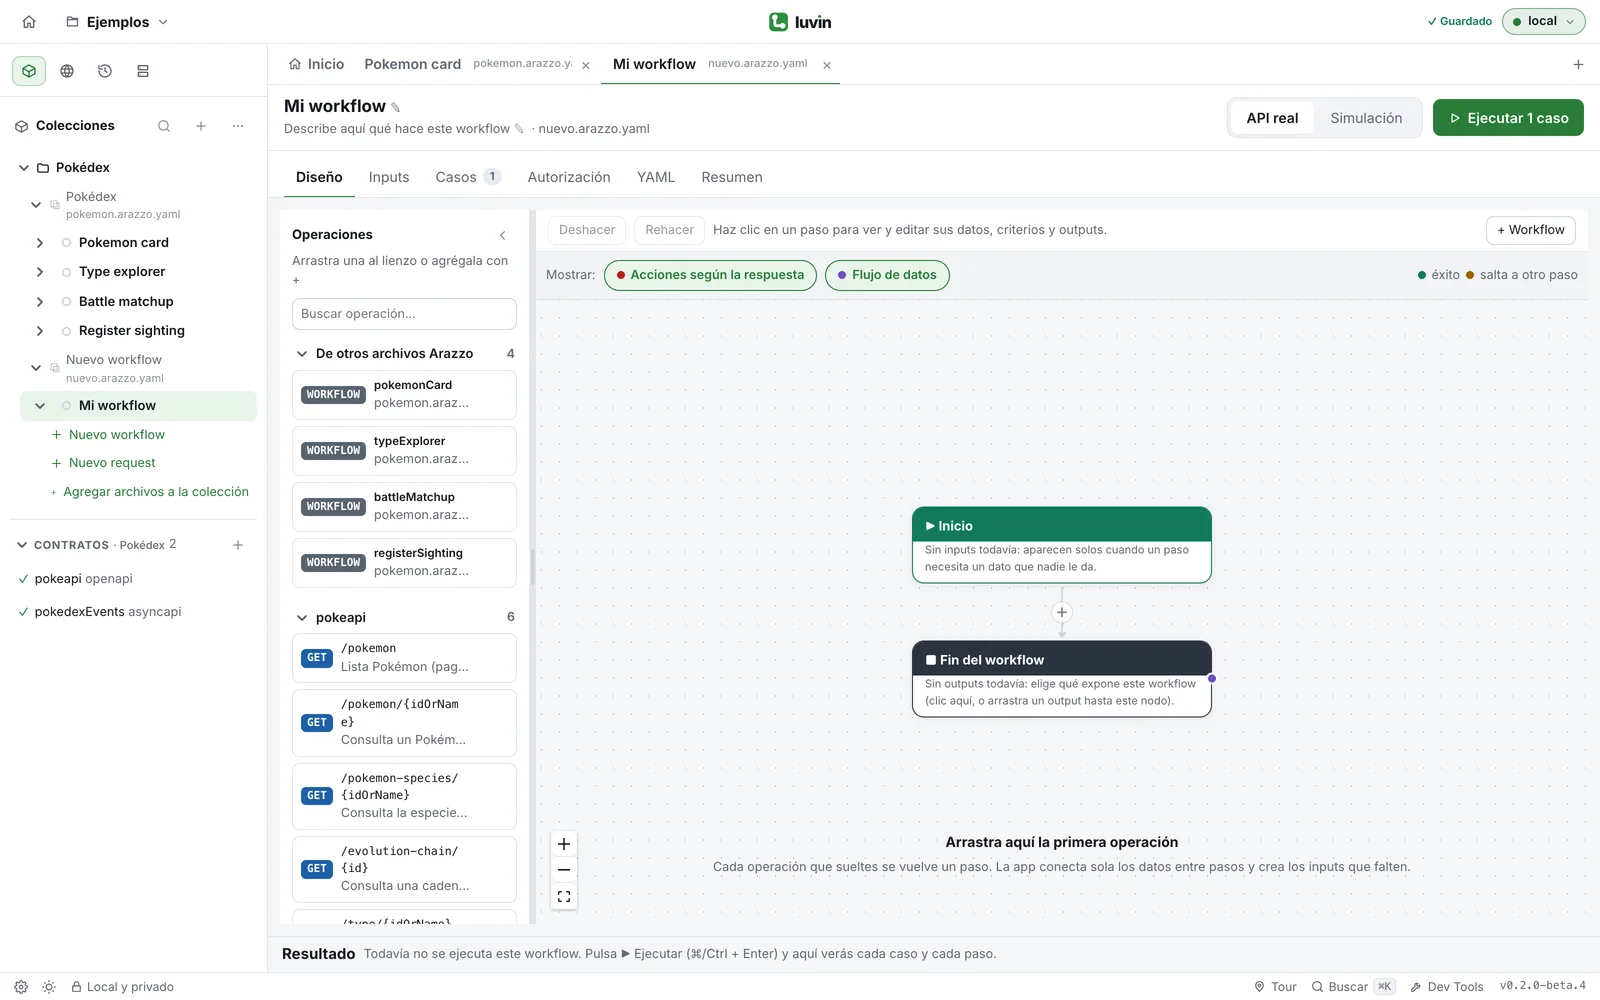 Ejemplos
luvin
Guardado
local
Inicio
Pokemon card pokemon.arazzo.y
Mi workflow nuevo.arazzo.yaml
Colecciones
Mi workflow
Describe aquí qué hace este workflow · nuevo.arazzo.yaml
API real
Simulación
Ejecutar 1 caso
Diseño
Inputs
Casos 1
Autorización
YAML
Resumen
Pokédex
Pokédex
pokemon.arazzo.yaml
Pokemon card
Type explorer
Battle matchup
Register sighting
Nuevo workflow
nuevo.arazzo.yaml
Mi workflow
+ Nuevo workflow
+ Nuevo request
+ Agregar archivos a la colección
CONTRATOS · Pokédex 2
pokeapi openapi
pokedexEvents asyncapi
Operaciones
Arrastra una al lienzo o agrégala con
+
Buscar operación...
De otros archivos Arazzo 4
WORKFLOW pokemonCard
pokemon.araz...
WORKFLOW typeExplorer
pokemon.araz...
WORKFLOW battleMatchup
pokemon.araz...
WORKFLOW registerSighting
pokemon.araz...
pokeapi 6
GET /pokemon
Lista Pokémon (pag...
GET /pokemon/{idOrNam
e}
Consulta un Pokém...
GET /pokemon-species/
{idOrName}
Consulta la especie...
GET /evolution-chain/
{id}
Consulta una caden...
/type/{idOrName}
Deshacer
Rehacer
Haz clic en un paso para ver y editar sus datos, criterios y outputs.
+ Workflow
Mostrar:
Acciones según la respuesta
Flujo de datos
éxito
salta a otro paso
Inicio
Sin inputs todavía: aparecen solos cuando un paso
necesita un dato que nadie le da.
+
Fin del workflow
Sin outputs todavía: elige qué expone este workflow
(clic aquí, o arrastra un output hasta este nodo).
Arrastra aquí la primera operación
Cada operación que sueltes se vuelve un paso. La app conecta sola los datos entre pasos y crea los inputs que falten.
Resultado Todavía no se ejecuta este workflow. Pulsa ▶ Ejecutar (⌘/Ctrl + Enter) y aquí verás cada caso y cada paso.
Local y privado
Tour
Buscar ⌘K
Dev Tools
v0.2.0-beta.4